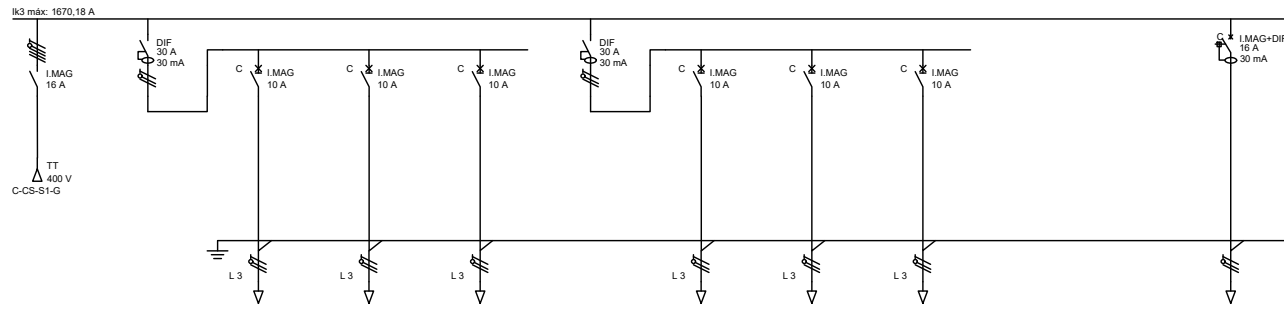 Ik3 máx: 1670,18 A
I.MAG
16 A
TT
400 V
C-CS-S1-G
DIF
30 A
30 mA
C
I.MAG
10 A
C
I.MAG
10 A
C
I.MAG
10 A
DIF
30 A
30 mA
C
I.MAG
10 A
C
I.MAG
10 A
C
I.MAG
10 A
C
I.MAG+DIF
16 A
30 mA
L 3
L 3
L 3
L 3
L 3
L 3